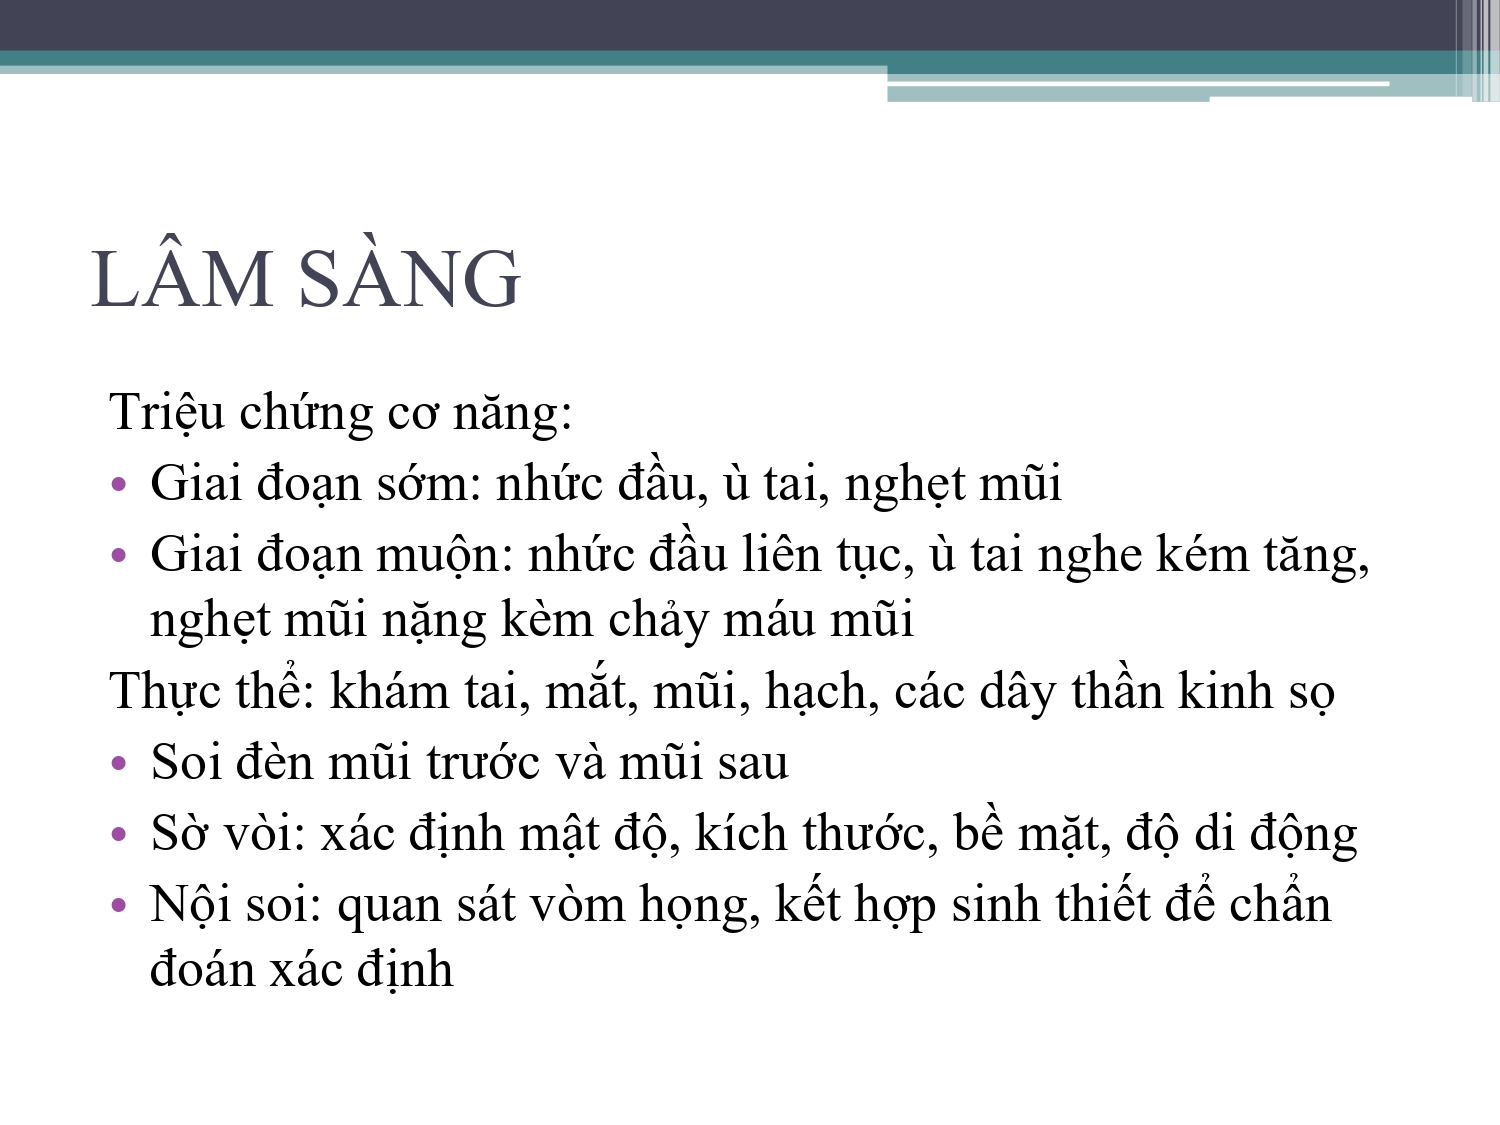 LÂM SÀNG
Triệu chứng cơ năng:
• Giai đoạn sớm: nhức đầu, ù tai, nghẹt mũi
• Giai đoạn muộn: nhức đầu liên tục, ù tai nghe kém tăng,
nghẹt mũi nặng kèm chảy máu mũi
Thực thể: khám tai, mắt, mũi, hạch, các dây thần kinh sọ
• Soi đèn mũi trước và mũi sau
• Sờ vòi: xác định mật độ, kích thước, bề mặt, độ di động
• Nội soi: quan sát vòm họng, kết hợp sinh thiết để chẩn
đoán xác định